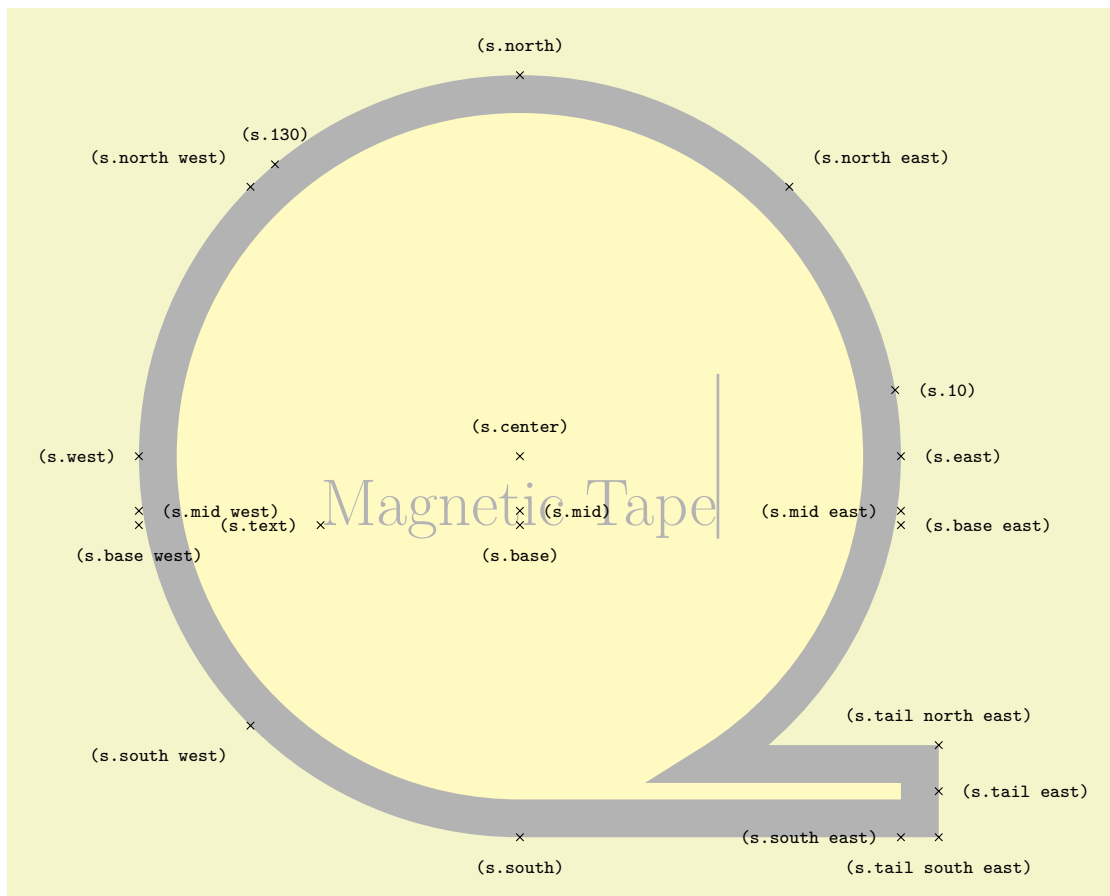 (s.north)
(s.130)
(s.north west)
(s.north east)
(s.10)
(s.center)
(s.west)
(s.east)
Magnetic Tape|
(s.mid west)
(s.mid)
(s.mid east)
(s.text)
(s.base east)
(s.base west)
(s.base)
(s.tail north east)
(s.south west)
(s.tail east)
(s.south east)
(s.south)
(s.tail south east)